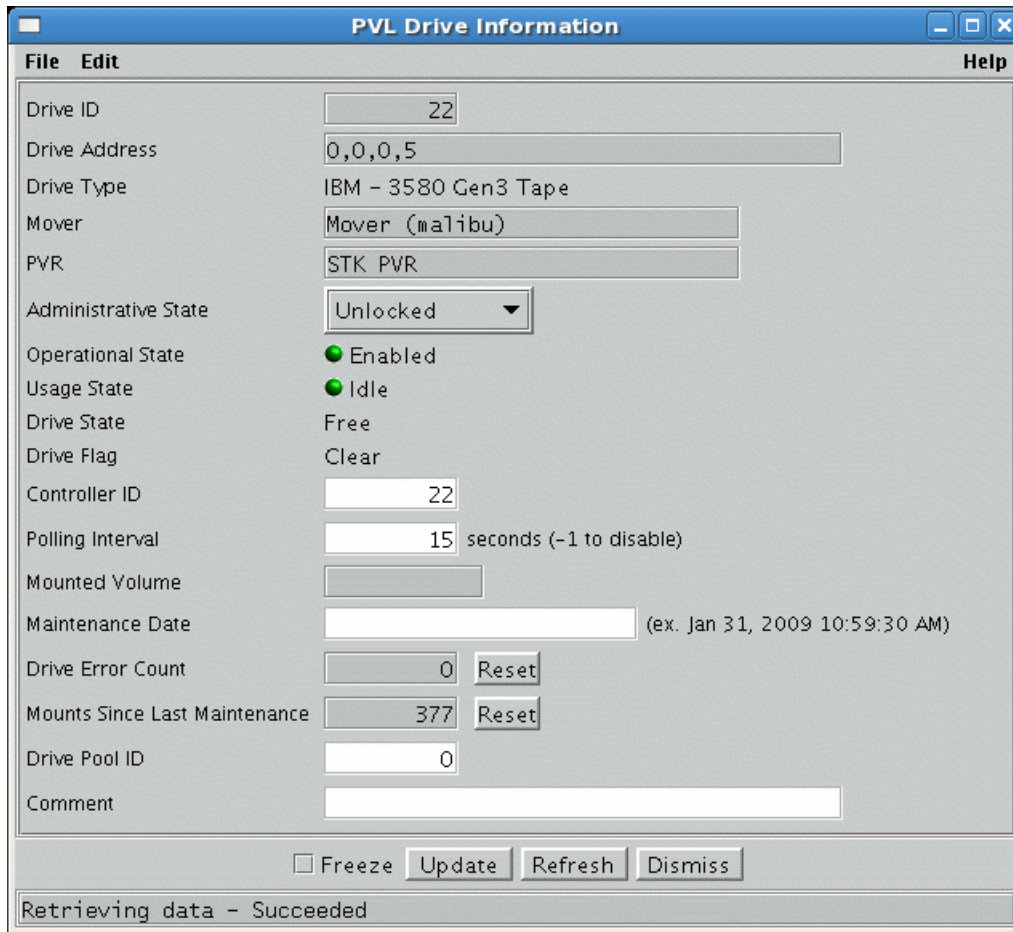 PVL Drive Information
File Edit Help
Drive ID 22
Drive Address 0,0,0,5
Drive Type IBM - 3580 Gen3 Tape
Mover Mover (malibu)
PVR STK PVR
Administrative State Unlocked
Operational State Enabled
Usage State Idle
Drive State Free
Drive Flag Clear
Controller ID 22
Polling Interval 15 seconds (-1 to disable)
Mounted Volume
Maintenance Date (ex. Jan 31, 2009 10:59:30 AM)
Drive Error Count 0 Reset
Mounts Since Last Maintenance 377 Reset
Drive Pool ID 0
Comment
Freeze Update Refresh Dismiss
Retrieving data - Succeeded